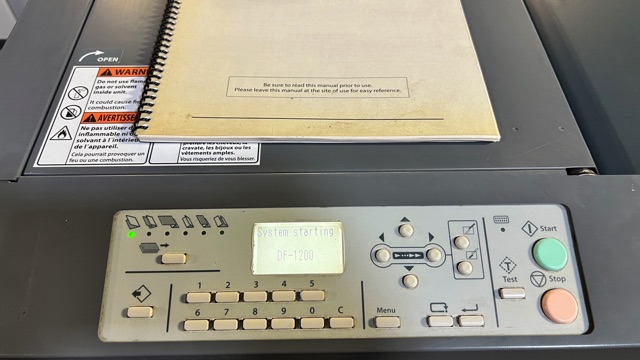 OPEN
Be sure to read this manual prior to use.
Please leave this manual at the site of use for easy reference.
WARN
Do not use flam
gas or solvent
inside unit.
It could cause
combustion.
AVERTISSE
Ne pas utiliser
inflammable ni
solvant à l'intérie
de l'appareil.
Cela pourrait provoquer un
feu ou une combustion.
cravate, les bijoux ou les
vêtements amples.
Vous risqueriez de vous blesser.
System starting
DF-1200
1 2 3 4 5
6 7 8 9 0 C
Menu
Test
Start
Stop